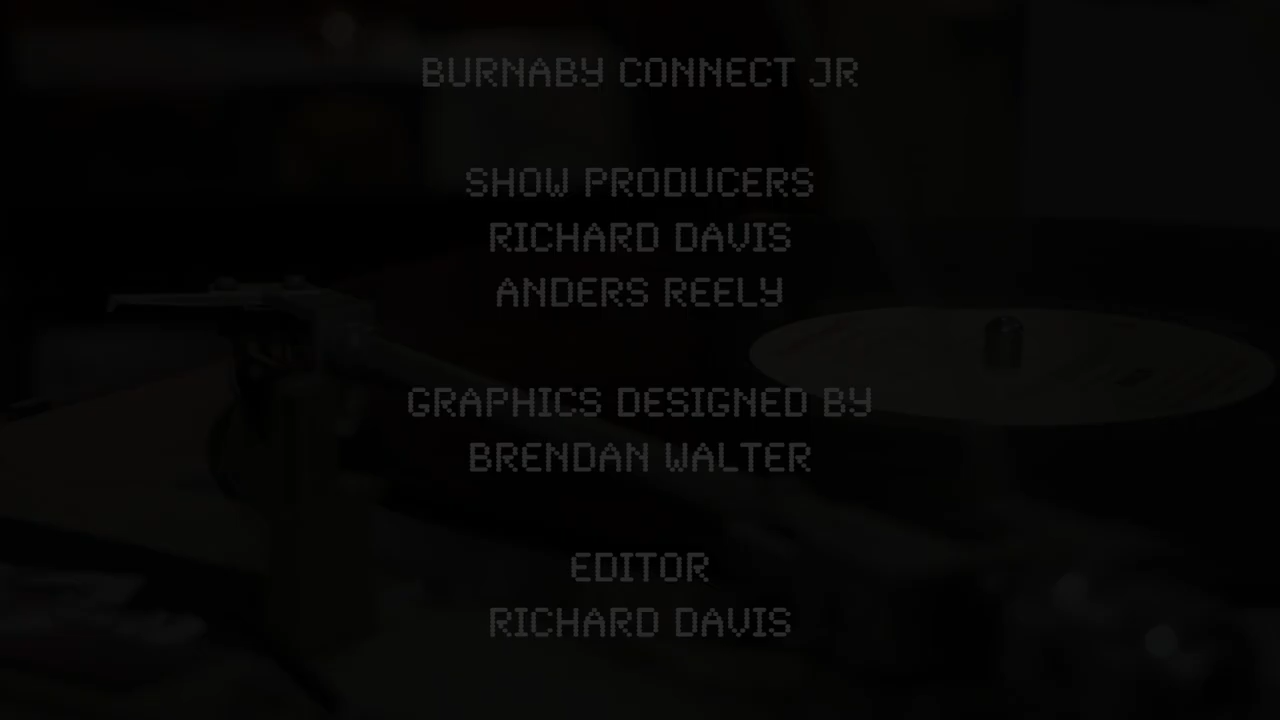 BURNABY CONNECT JR
SHOW PRODUCERS
RICHARD DAVIS
ANDERS REELY
GRAPHICS DESIGNED BY
BRENDAN WALTER
EDITOR
RICHARD DAVIS